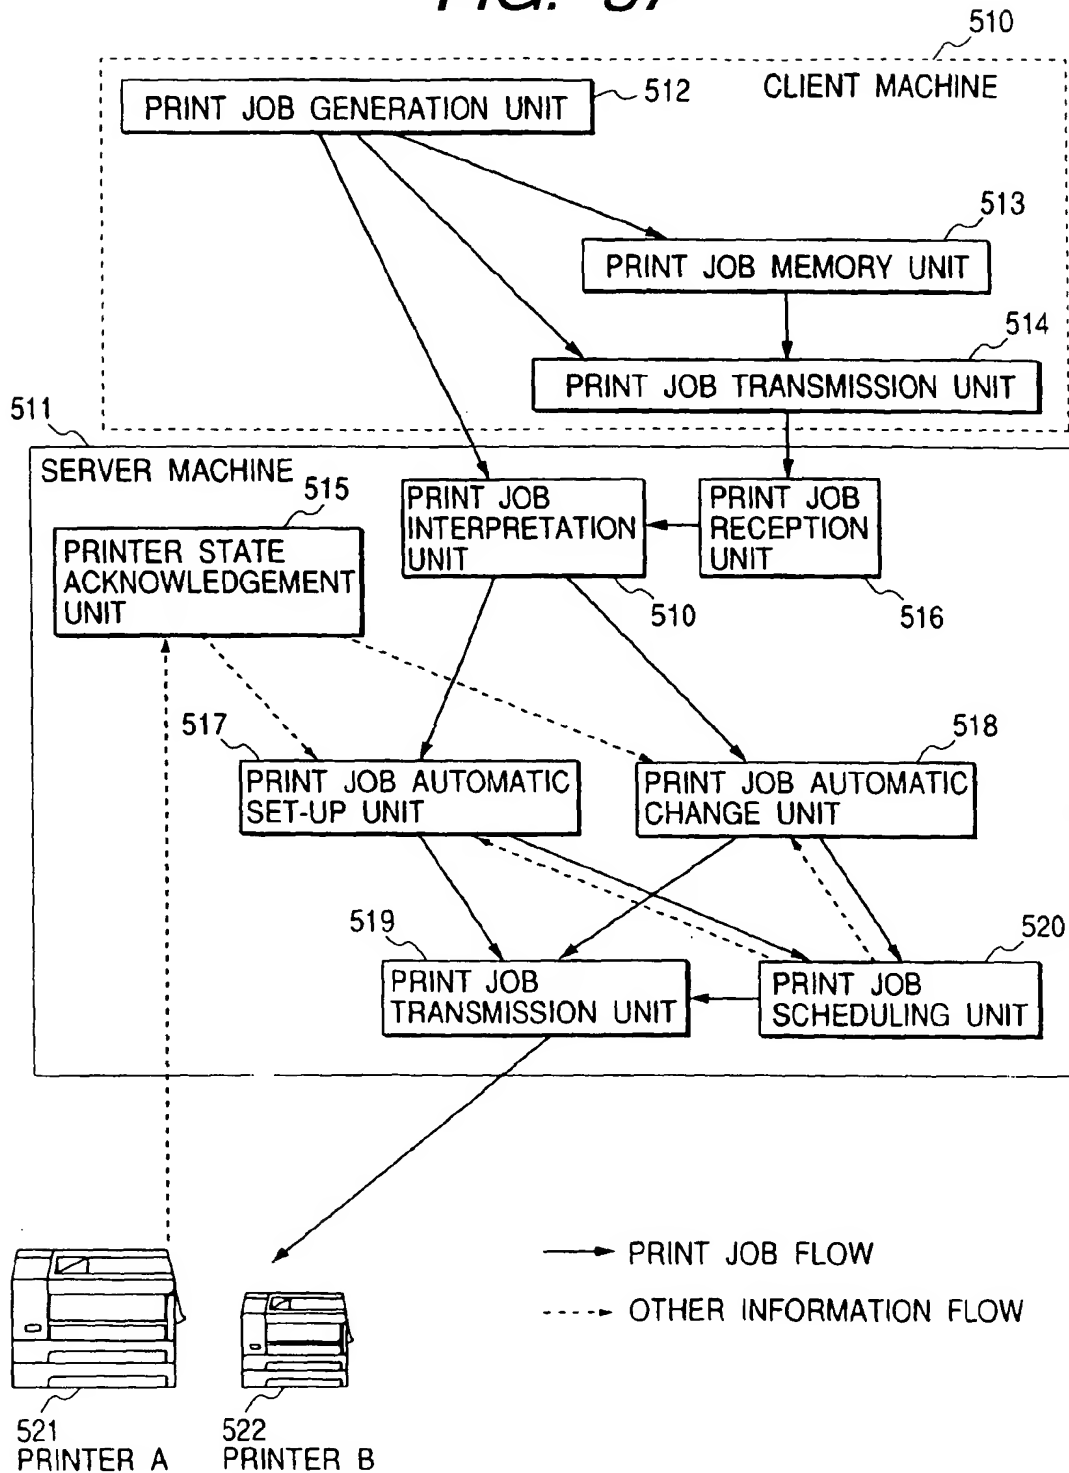 FIG. 37
510
PRINT JOB GENERATION UNIT
512
CLIENT MACHINE
513
PRINT JOB MEMORY UNIT
514
PRINT JOB TRANSMISSION UNIT
511
SERVER MACHINE
515
PRINTER STATE
ACKNOWLEDGEMENT
UNIT
PRINT JOB
INTERPRETATION
UNIT
510
PRINT JOB
RECEPTION
UNIT
516
517
PRINT JOB AUTOMATIC
SET-UP UNIT
518
PRINT JOB AUTOMATIC
CHANGE UNIT
519
PRINT JOB
TRANSMISSION UNIT
520
PRINT JOB
SCHEDULING UNIT
PRINT JOB FLOW
OTHER INFORMATION FLOW
521
PRINTER A
522
PRINTER B